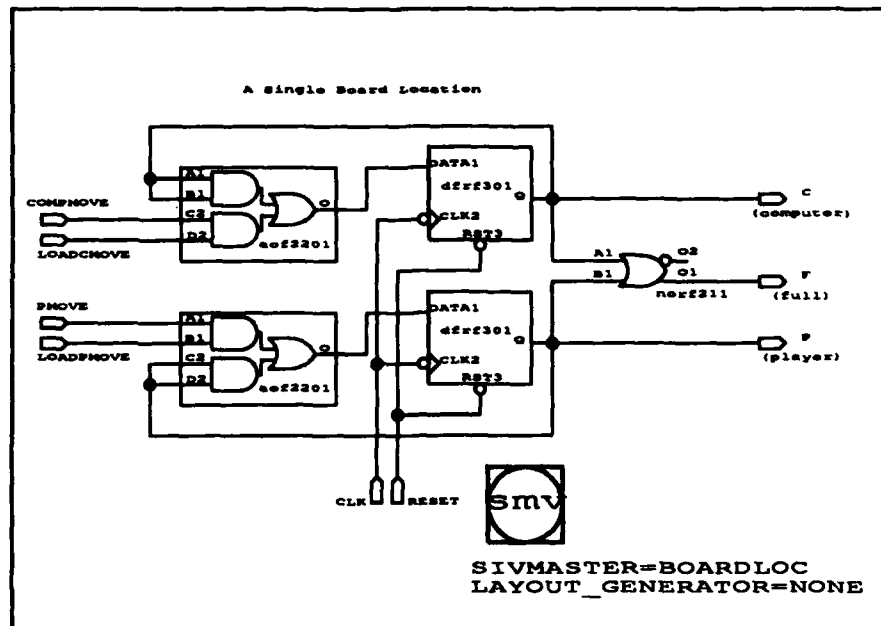 A Single Board Location
A1
B1
C2
D2
O
aof2201
COMPMOVE
LOADCMOVE
DATA1
dfrf301
Q
CLK2
RST3
C
(computer)
A1
B1
O2
O1
norf211
F
(full)
PMOVE
LOADPMOVE
A1
B1
C2
D2
O
aof2201
DATA1
dfrf301
Q
CLK2
RST3
P
(player)
CLK
RESET
smv
SIVMASTER=BOARDLOC
LAYOUT_GENERATOR=NONE